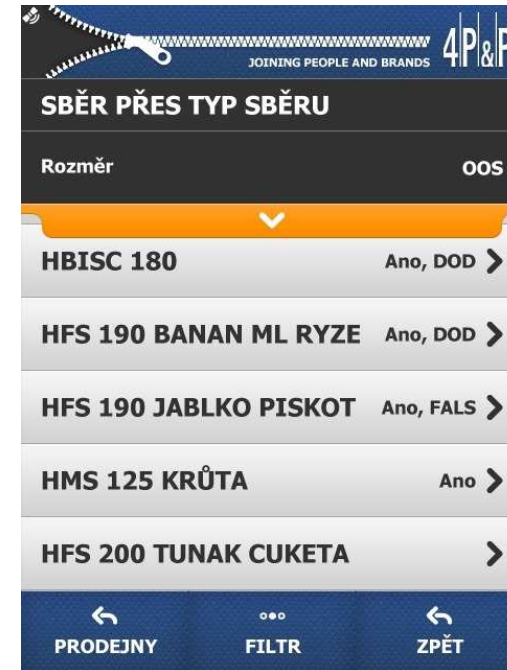 JOINING PEOPLE AND BRANDS 4P&P
SBĚR PŘES TYP SBĚRU
Rozměr OOS
HBISC 180 Ano, DOD
HFS 190 BANAN ML RYZE Ano, DOD
HFS 190 JABLKO PISKOT Ano, FALS
HMS 125 KRŮTA Ano
HFS 200 TUNAK CUKETA
PRODEJNY FILTR ZPĚT